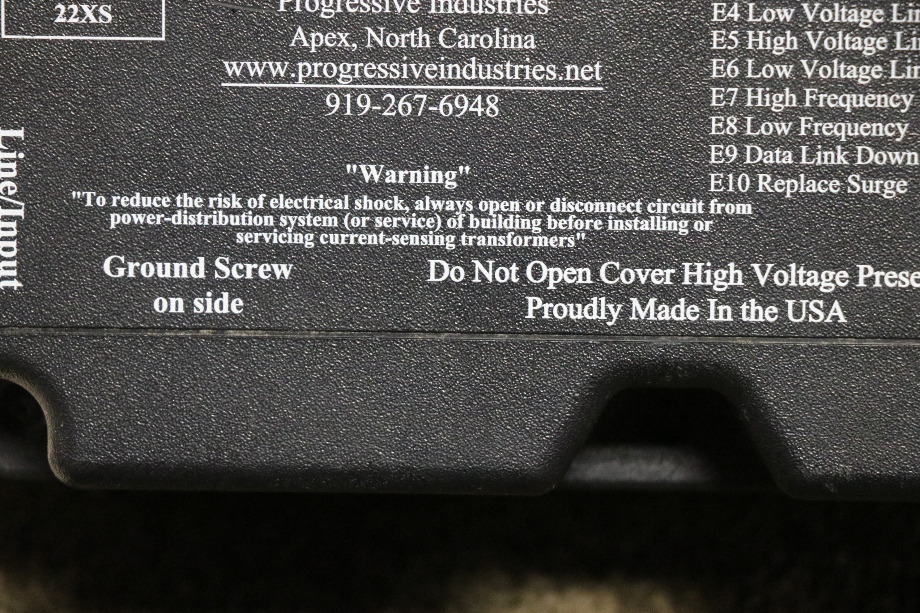 22XS
Progressive Industries
Apex, North Carolina
www.progressiveindustries.net
919-267-6948
E4 Low Voltage
E5 High Voltage
E6 Low Voltage
E7 High Frequency
E8 Low Frequency
E9 Data Link Down
E10 Replace Surge
Line/Input
"Warning"
"To reduce the risk of electrical shock, always open or disconnect circuit from
power-distribution system (or service) of building before installing or
servicing current-sensing transformers"
Ground Screw
on side
Do Not Open Cover High Voltage
Proudly Made In the USA